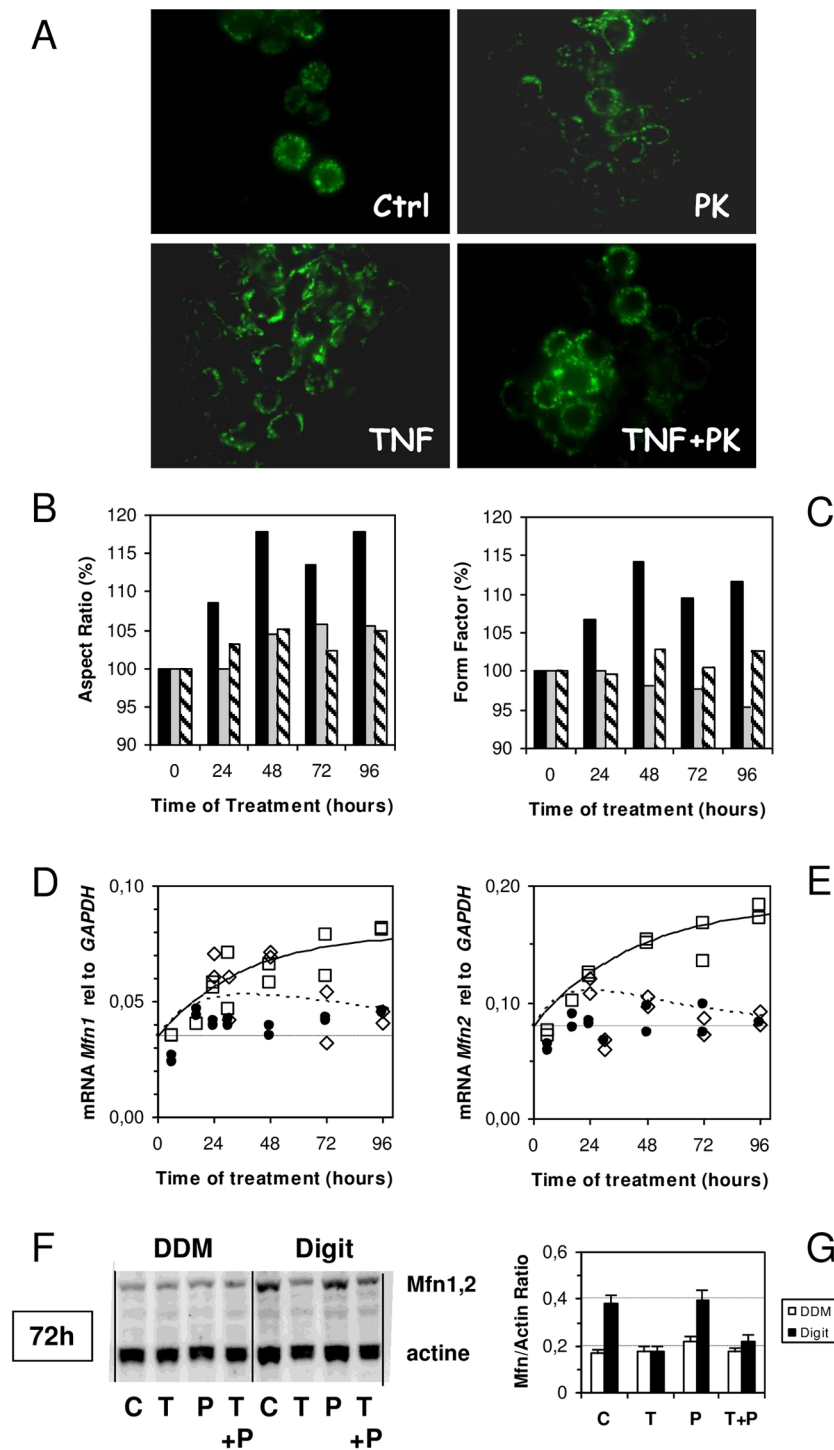 A
Ctrl
PK
TNF
TNF+PK
B
Aspect Ratio (%)
120
115
110
105
100
95
90
0 24 48 72 96
Time of Treatment (hours)
C
Form Factor (%)
120
115
110
105
100
95
90
0 24 48 72 96
Time of treatment (hours)
D
mRNA Mfn1 rel to GAPDH
0,10
0,05
0,00
0 24 48 72 96
Time of treatment (hours)
E
mRNA Mfn2 rel to GAPDH
0,20
0,10
0,00
0 24 48 72 96
Time of treatment (hours)
F
DDM Digit
Mfn1,2
72h
actine
C T P T C T P T
+P +P
G
Mfn/Actin Ratio
0,6
0,4
0,2
0
C T P T+P
DDM
Digit